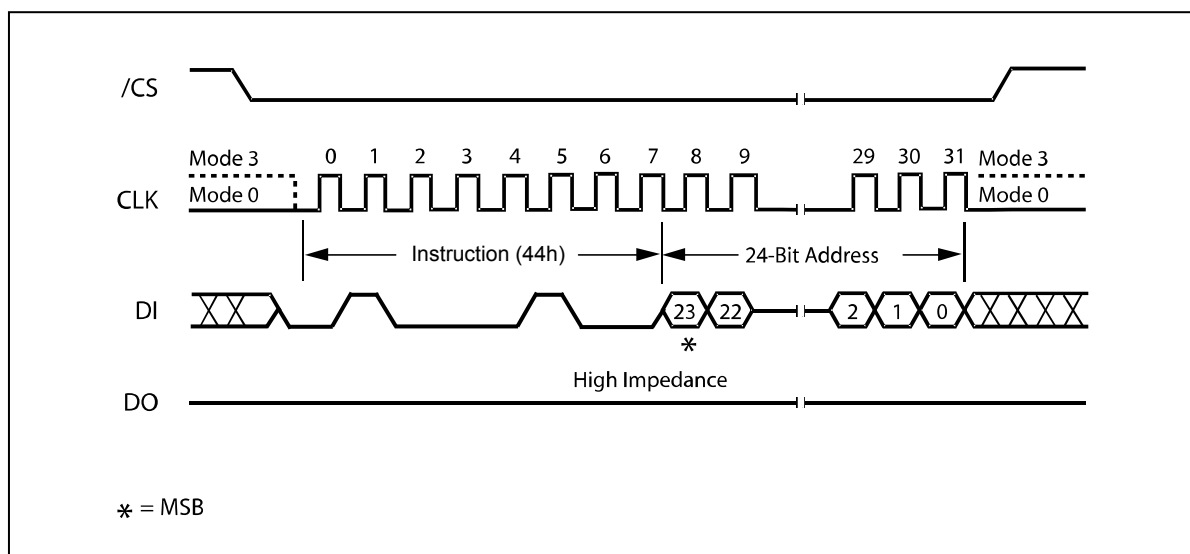 /CS
Mode 3 0 1 2 3 4 5 6 7 8 9 29 30 31 Mode 3
CLK Mode 0 Mode 0
Instruction (44h) 24-Bit Address
DI 23 22 2 1 0
*
High Impedance
DO
* = MSB